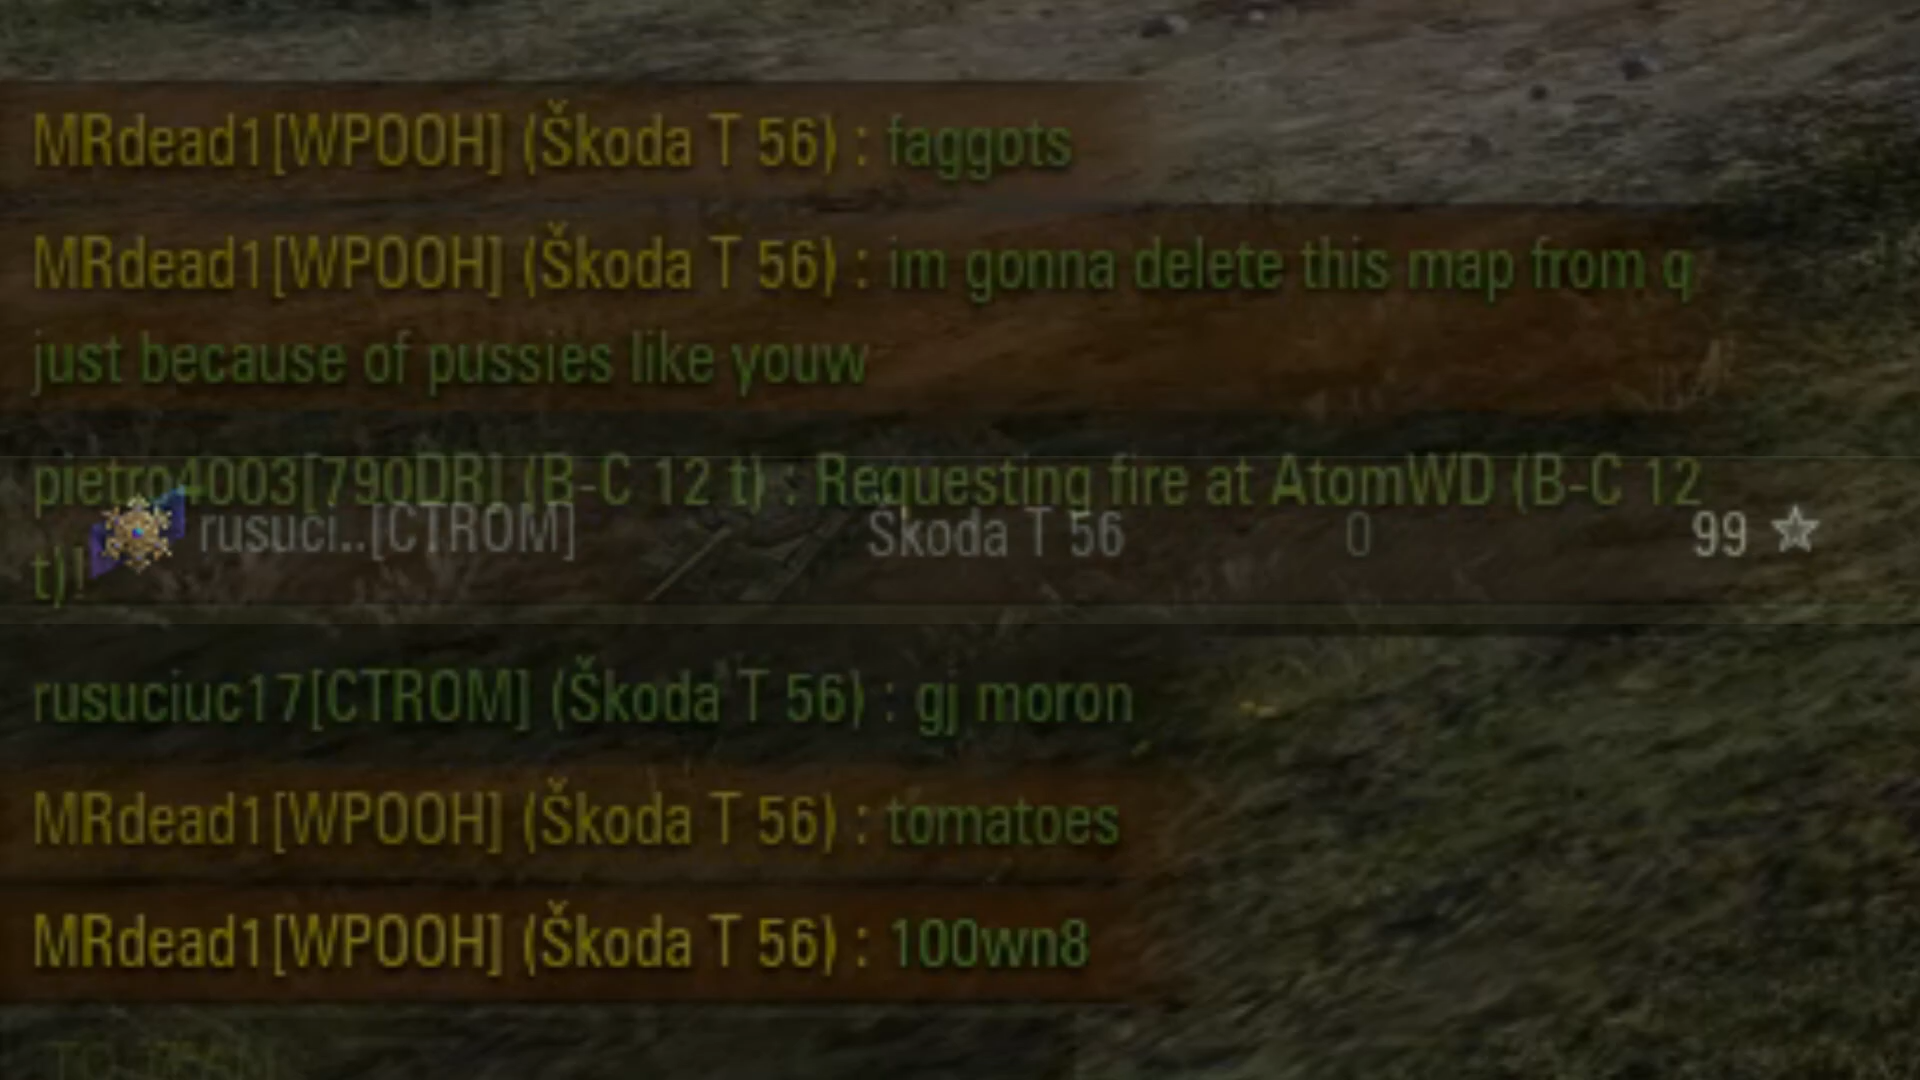 MRdead1[WPOOH] (Škoda T 56) : faggots
MRdead1[WPOOH] (Škoda T 56) : im gonna delete this map from q
just because of pussies like youw
pietro4003[790DR] (B-C 12 t) : Requesting fire at AtomWD (B-C 12
rusuci..[CTROM] Škoda T 56 0 99
t)!
rusuciuc17[CTROM] (Škoda T 56) : gj moron
MRdead1[WPOOH] (Škoda T 56) : tomatoes
MRdead1[WPOOH] (Škoda T 56) : 100wn8